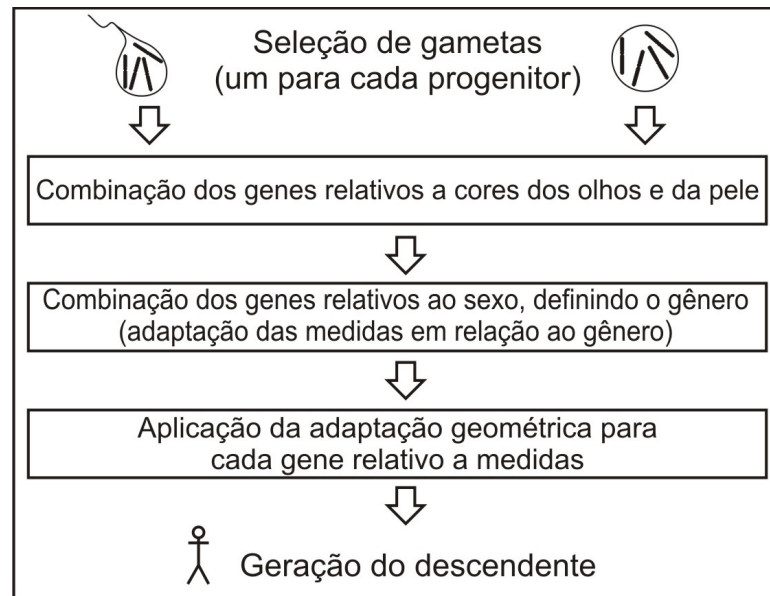 Seleção de gametas
(um para cada progenitor)
Combinação dos genes relativos a cores dos olhos e da pele
Combinação dos genes relativos ao sexo, definindo o gênero
(adaptação das medidas em relação ao gênero)
Aplicação da adaptação geométrica para
cada gene relativo a medidas
Geração do descendente